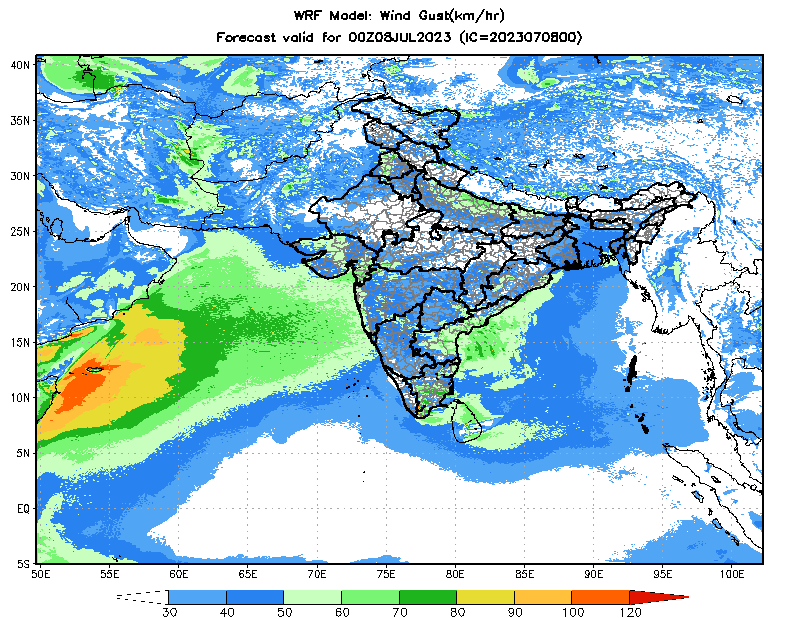 WRF Model: Wind Gust(km/hr)
Forecast valid for 00Z08JUL2023 (IC=2023070800)
40N
35N
30N
25N
20N
15N
10N
5N
EQ
5S
50E 55E 60E 65E 70E 75E 80E 85E 90E 95E 100E
30 40 50 60 70 80 90 100 120